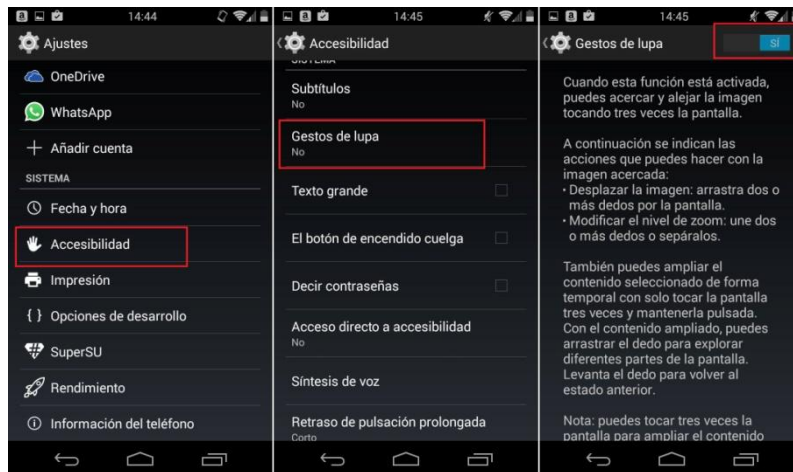 14:44
Ajustes
OneDrive
WhatsApp
Añadir cuenta
SISTEMA
Fecha y hora
Accesibilidad
Impresión
{ } Opciones de desarrollo
SuperSU
Rendimiento
Información del teléfono
14:45
Accesibilidad
SISTEMA
Subtítulos
No
Gestos de lupa
No
Texto grande
El botón de encendido cuelga
Decir contraseñas
Acceso directo a accesibilidad
No
Síntesis de voz
Retraso de pulsación prolongada
Corto
14:45
Gestos de lupa
SÍ
Cuando esta función está activada,
puedes acercar y alejar la imagen
tocando tres veces la pantalla.
A continuación se indican las
acciones que puedes hacer con la
imagen acercada:
• Desplazar la imagen: arrastra dos o
más dedos por la pantalla.
• Modificar el nivel de zoom: une dos
o más dedos o sepáralos.
También puedes ampliar el
contenido seleccionado de forma
temporal con solo tocar la pantalla
tres veces y mantenerla pulsada.
Con el contenido ampliado, puedes
arrastrar el dedo para explorar
diferentes partes de la pantalla.
Levanta el dedo para volver al
estado anterior.
Nota: puedes tocar tres veces la
pantalla para ampliar el contenido